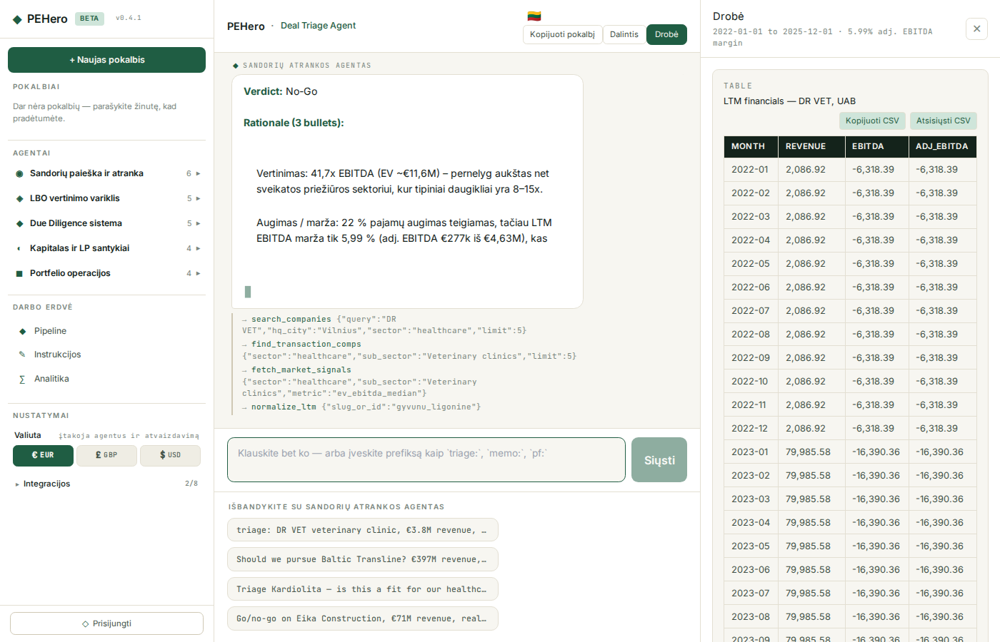 ◆ PEHero BETA v0.4.1
+ Naujas pokalbis
POKALBIAI
Dar nėra pokalbių — parašykite žinutę, kad
pradėtumėte.
AGENTAI
◉ Sandorių paieška ir atranka 6 ▸
◈ LBO vertinimo variklis 5 ▸
◆ Due Diligence sistema 5 ▸
◖ Kapitalas ir LP santykiai 4 ▸
◼ Portfelio operacijos 4 ▸
DARBO ERDVĖ
◆ Pipeline
✎ Instrukcijos
∑ Analitika
NUSTATYMAI
Valiuta įtakoja agentus ir atvaizdavimą
€ EUR £ GBP $ USD
▸ Integracijos 2/8
◇ Prisijungti
PEHero · Deal Triage Agent
Kopijuoti pokalbį Dalintis Drobė
◆ SANDORIŲ ATRANKOS AGENTAS
Verdict: No-Go
Rationale (3 bullets):
Vertinimas: 41,7x EBITDA (EV ~€11,6M) – pernelyg aukštas net
sveikatos priežiūros sektoriui, kur tipiniai daugikliai yra 8–15x.
Augimas / marža: 22 % pajamų augimas teigiamas, tačiau LTM
EBITDA marža tik 5,99 % (adj. EBITDA €277k iš €4,63M), kas
→ search_companies {"query":"DR
VET","hq_city":"Vilnius","sector":"healthcare","limit":5}
→ find_transaction_comps
{"sector":"healthcare","sub_sector":"Veterinary clinics","limit":5}
→ fetch_market_signals
{"sector":"healthcare","sub_sector":"Veterinary
clinics","metric":"ev_ebitda_median"}
→ normalize_ltm {"slug_or_id":"gyvunu_ligonine"}
Klauskite bet ko — arba įveskite prefiksą kaip `triage:`, `memo:`, `pf:`
Siųsti
IŠBANDYKITE SU SANDORIŲ ATRANKOS AGENTAS
triage: DR VET veterinary clinic, €3.8M revenue, …
Should we pursue Baltic Transline? €397M revenue,…
Triage Kardiolita — is this a fit for our healthc…
Go/no-go on Eika Construction, €71M revenue, real…
Drobė
2022-01-01 to 2025-12-01 · 5.99% adj. EBITDA
margin
✕
TABLE
LTM financials — DR VET, UAB
Kopijuoti CSV Atsisiųsti CSV
MONTH REVENUE EBITDA ADJ_EBITDA
2022-01 2,086.92 -6,318.39 -6,318.39
2022-02 2,086.92 -6,318.39 -6,318.39
2022-03 2,086.92 -6,318.39 -6,318.39
2022-04 2,086.92 -6,318.39 -6,318.39
2022-05 2,086.92 -6,318.39 -6,318.39
2022-06 2,086.92 -6,318.39 -6,318.39
2022-07 2,086.92 -6,318.39 -6,318.39
2022-08 2,086.92 -6,318.39 -6,318.39
2022-09 2,086.92 -6,318.39 -6,318.39
2022-10 2,086.92 -6,318.39 -6,318.39
2022-11 2,086.92 -6,318.39 -6,318.39
2022-12 2,086.92 -6,318.39 -6,318.39
2023-01 79,985.58 -16,390.36 -16,390.36
2023-02 79,985.58 -16,390.36 -16,390.36
2023-03 79,985.58 -16,390.36 -16,390.36
2023-04 79,985.58 -16,390.36 -16,390.36
2023-05 79,985.58 -16,390.36 -16,390.36
2023-06 79,985.58 -16,390.36 -16,390.36
2023-07 79,985.58 -16,390.36 -16,390.36
2023-08 79,985.58 -16,390.36 -16,390.36
2023-09 79,985.58 -16,390.36 -16,390.36